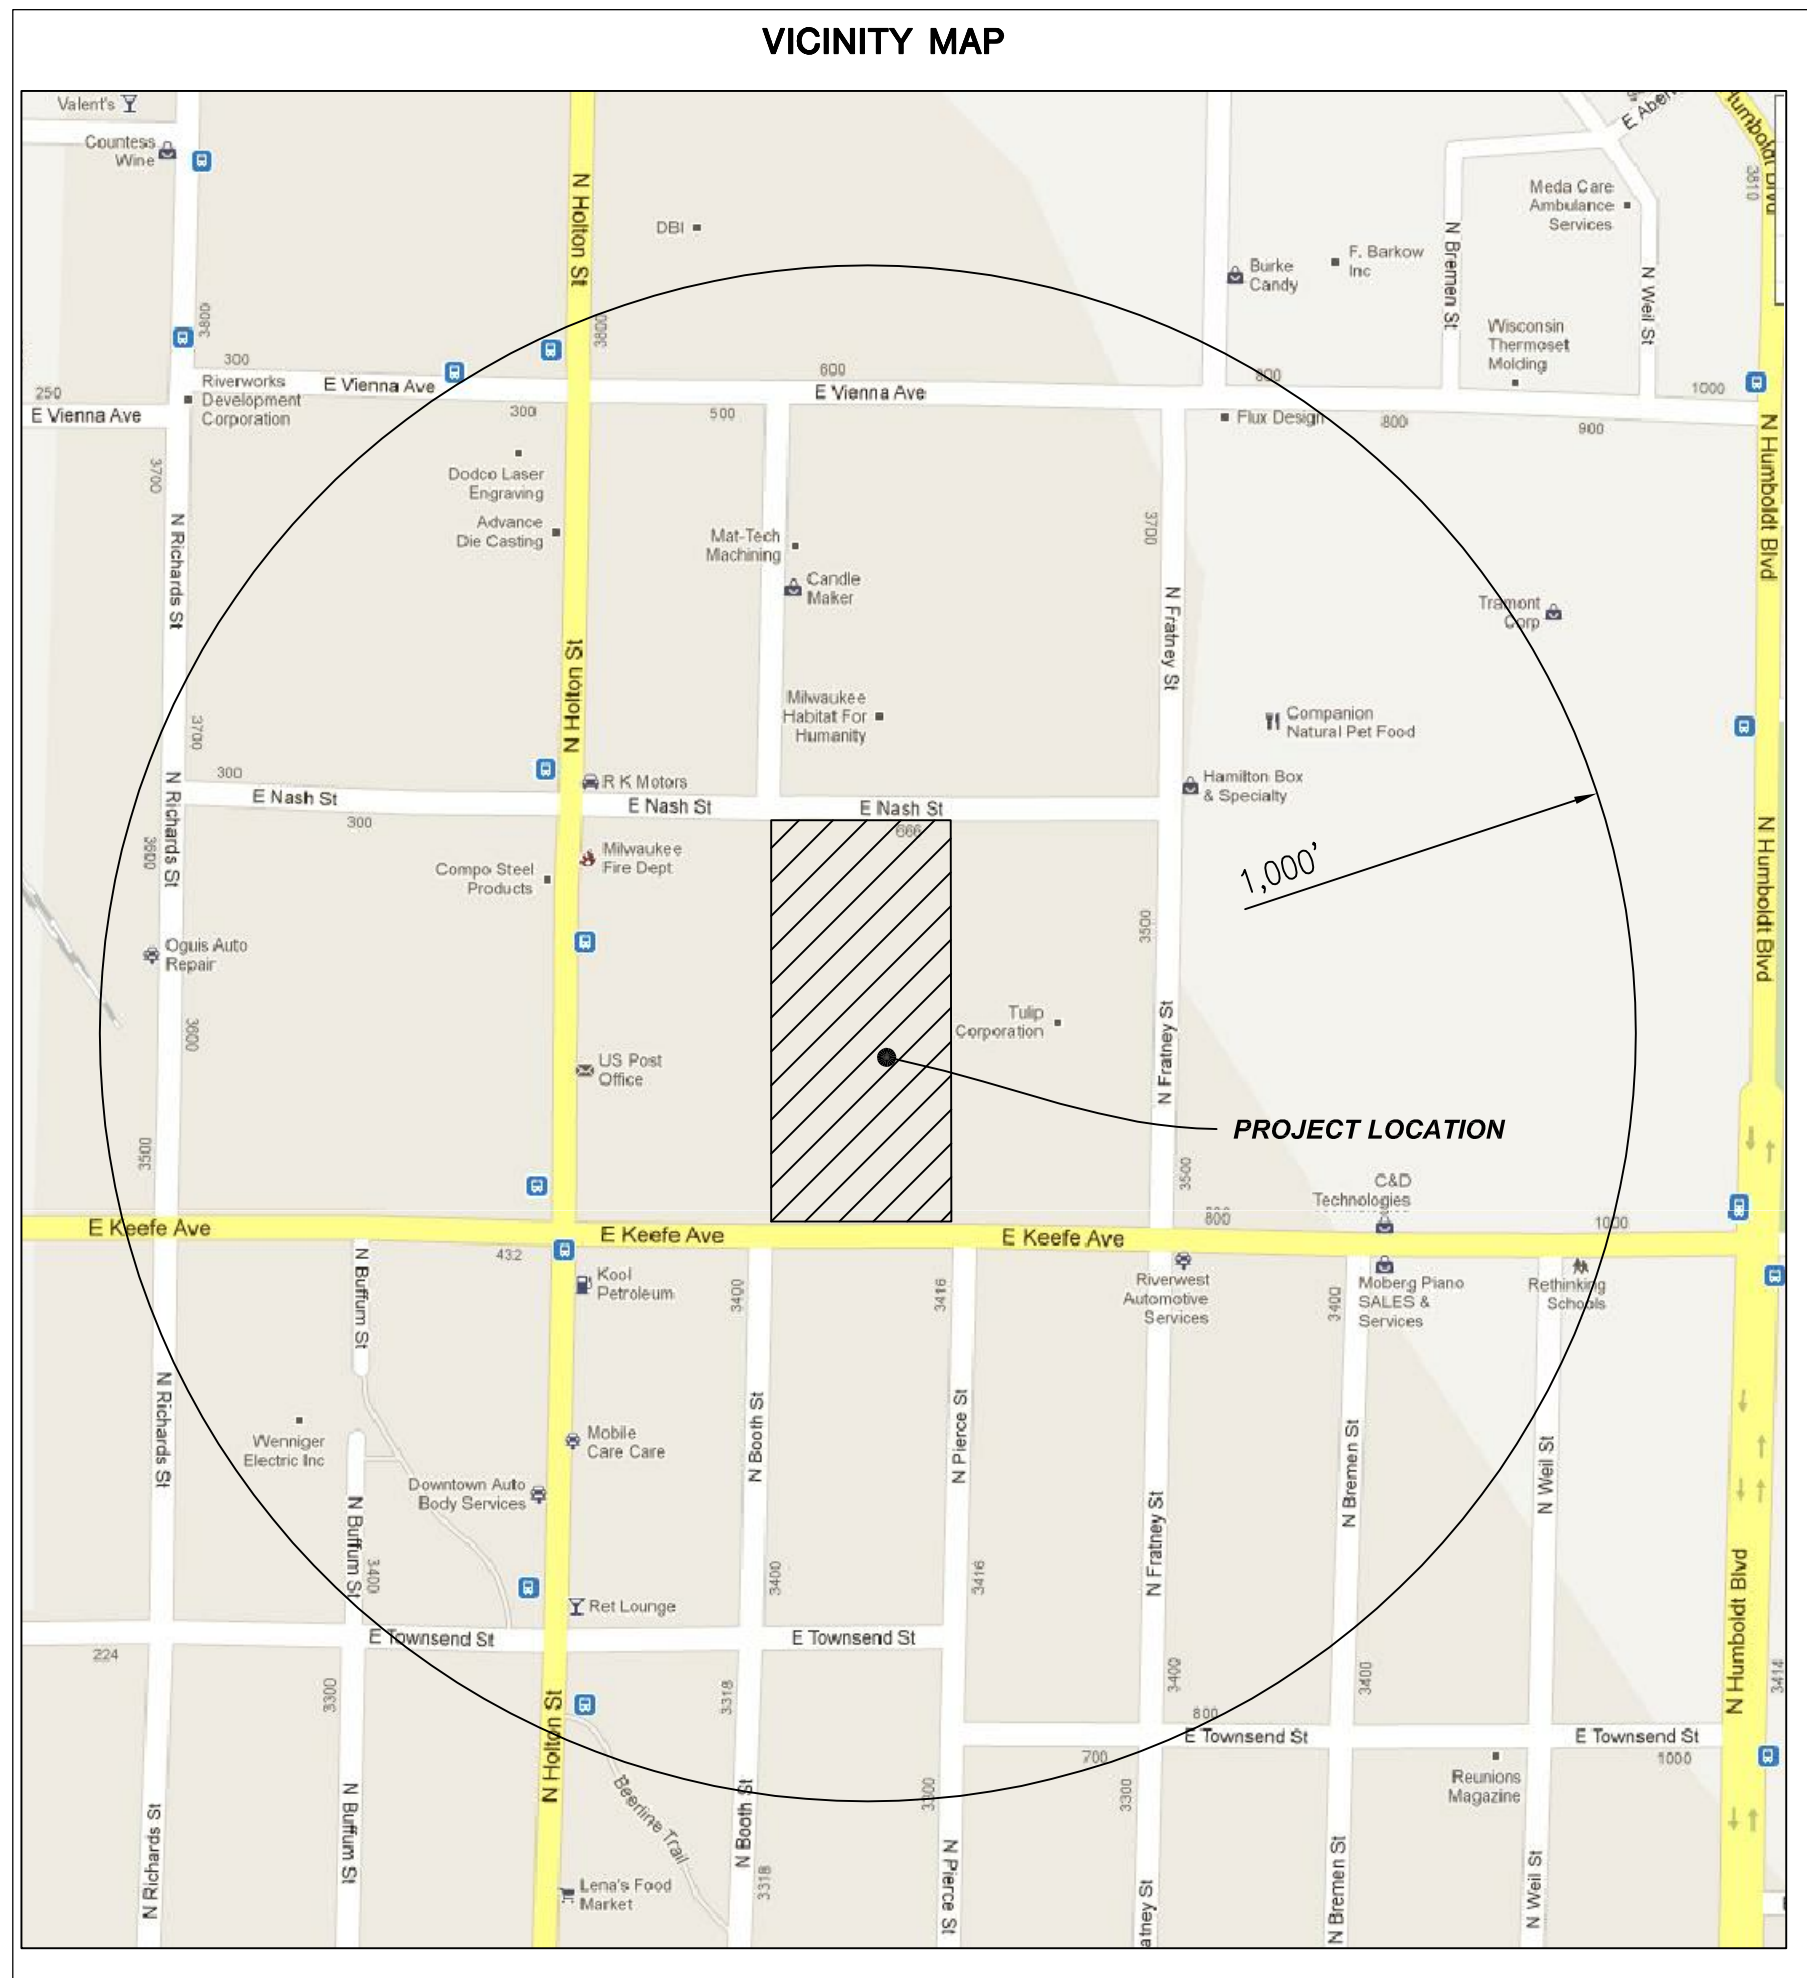 VICINITY MAP
Valent's
Countess
Wine
N Holton St
DBI
E Aber
Humboldt Blvd
3810
Meda Care
Ambulance
Services
N Bremen St
F. Barkow
Inc
Burke
Candy
N Weil St
Wisconsin
Thermoset
Molding
3800
3800
300
E Vienna Ave
600
E Vienna Ave
800
1000
250
E Vienna Ave
Riverworks
Development
Corporation
300
500
Flux Design
800
900
N Humboldt Blvd
3700
Dodco Laser
Engraving
Advance
Die Casting
N Richards St
Mat-Tech
Machining
Candle
Maker
3700
N Fratney St
Tramont
Corp
N Holton St
Milwaukee
Habitat For
Humanity
Companion
Natural Pet Food
3700
300
R K Motors
Hamilton Box
& Specialty
E Nash St
E Nash St
E Nash St
300
666
N Richards St
3600
Compo Steel
Products
Milwaukee
Fire Dept
1,000'
N Humboldt Blvd
Oguis Auto
Repair
3500
3600
Tulip
Corporation
N Fratney St
US Post
Office
PROJECT LOCATION
3500
3500
C&D
Technologies
E Keefe Ave
E Keefe Ave
E Keefe Ave
800
1000
432
N Buffum St
Kool
Petroleum
3400
3416
Riverwest
Automotive
Services
3400
Moberg Piano
SALES &
Services
Rethinking
Schools
N Richards St
Wenniger
Electric Inc
Mobile
Care Care
N Booth St
N Pierce St
N Bremen St
N Weil St
Downtown Auto
Body Services
N Buffum St
3400
N Fratney St
3400
3416
Ret Lounge
N Humboldt Blvd
E Townsend St
E Townsend St
224
3300
N Holton St
3318
3400
3400
3414
800
E Townsend St
E Townsend St
700
1000
3300
3300
Reunions
Magazine
Beerline Trail
N Richards St
N Buffum St
N Booth St
3318
N Pierce St
atney St
N Bremen St
N Weil St
Lena's Food
Market